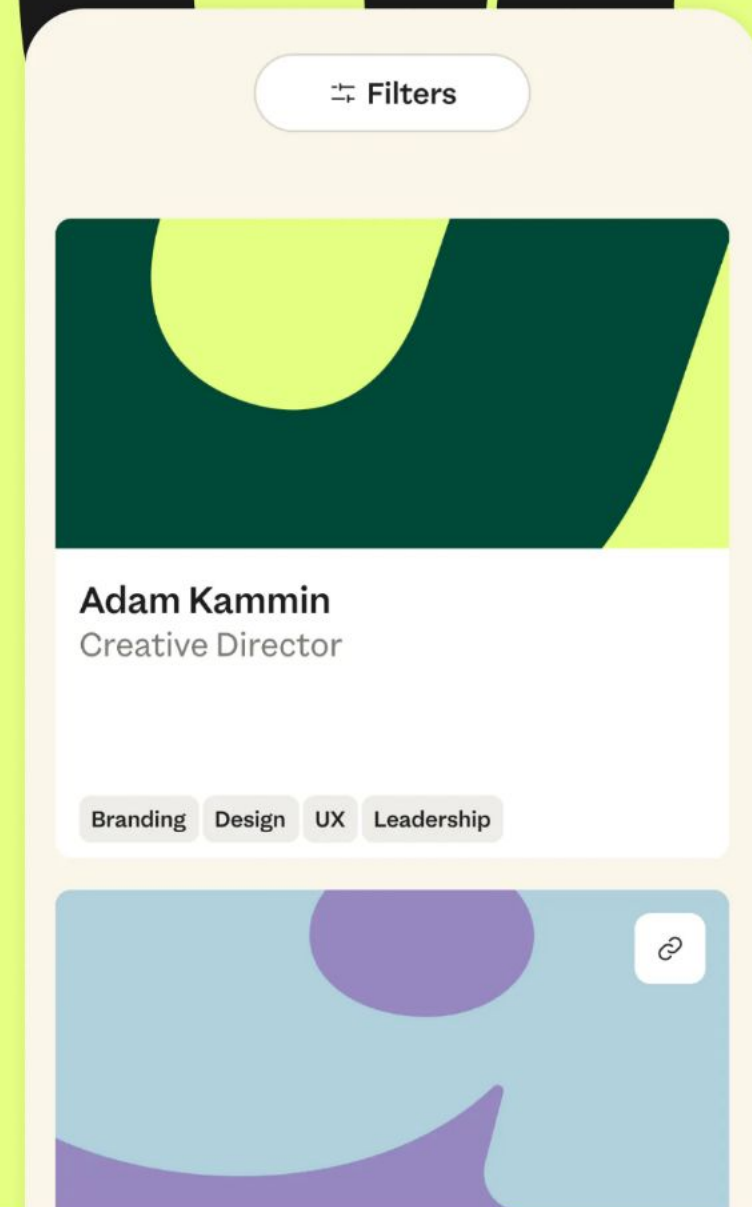 Filters
Adam Kammin
Creative Director
Branding Design UX Leadership